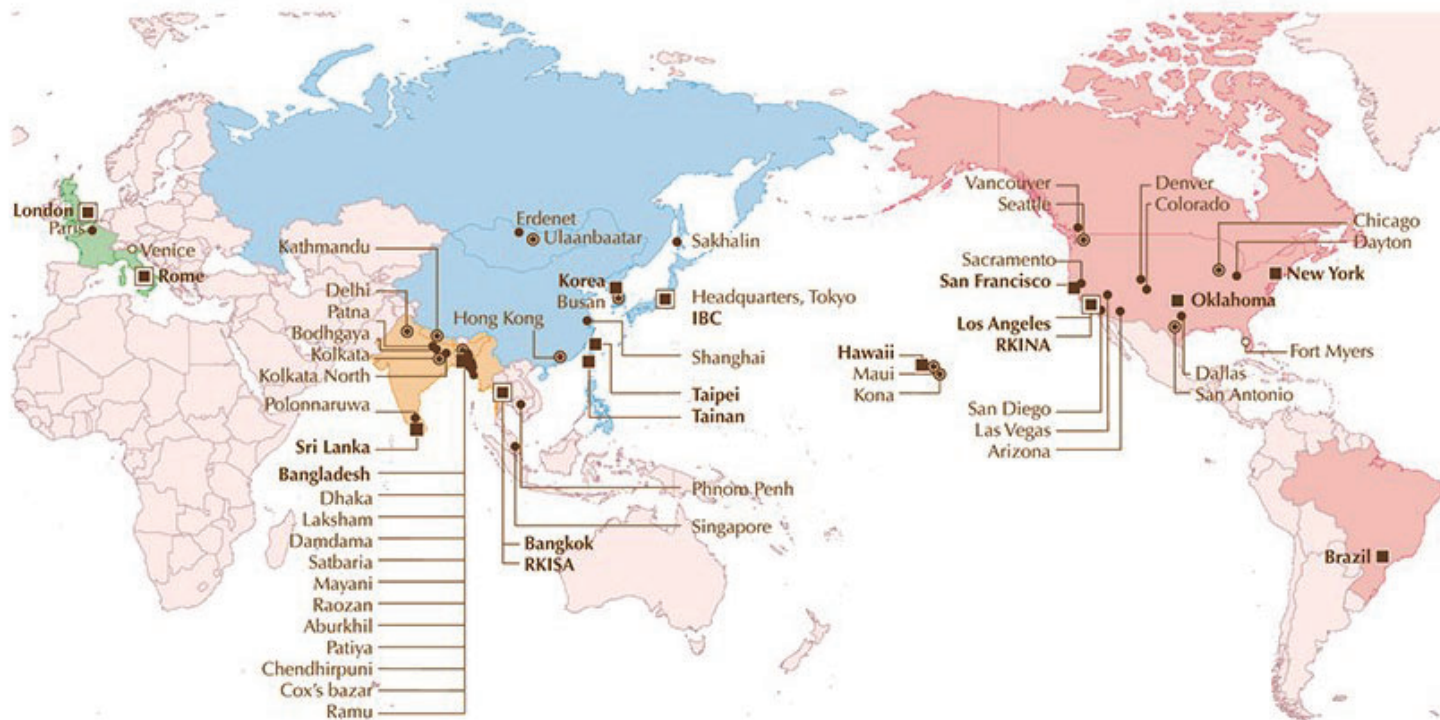 London
Paris
Venice
Rome
Kathmandu
Delhi
Patna
Bodhgaya
Kolkata
Kolkata North
Polonnaruwa
Sri Lanka
Bangladesh
Dhaka
Laksham
Damdama
Satbaria
Mayani
Raozan
Aburkhil
Patiya
Chendhirpuni
Cox's bazar
Ramu
Erdenet
Ulaanbaatar
Sakhalin
Korea
Busan
Hong Kong
Headquarters, Tokyo
IBC
Shanghai
Taipei
Tainan
Phnom Penh
Singapore
Bangkok
RKISA
Hawaii
Maui
Kona
Vancouver
Seattle
Sacramento
San Francisco
Los Angeles
RKINA
San Diego
Las Vegas
Arizona
Denver
Colorado
Chicago
Dayton
New York
Oklahoma
Fort Myers
Dallas
San Antonio
Brazil